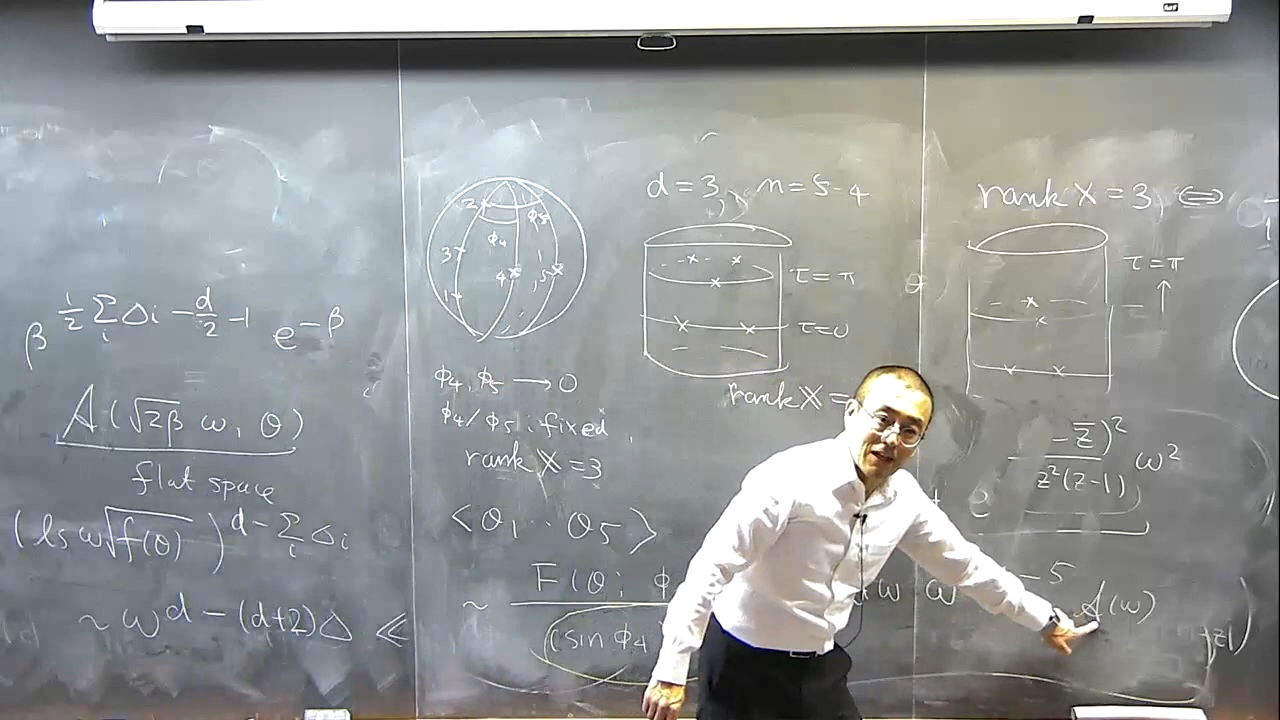 β^{½ Σ_i Δi − d/2 − 1} e^{−β}
A(√2β ω, θ)
flat space
(ls ω √f(θ))^{d − Σ_i Δi}
~ ω^{d − (d+2)Δ} ≪
2
φ5
φ4
3
4
5
1
φ4, φ5 → 0
φ4/φ5 : fixed,
rank X = 3
<O1 ·· O5>
~ F(θ; φ
(sin φ4
d = 3, n = 5-4
τ = π
τ = 0
rank X =
rank X = 3 ⇔
τ = π
e
−z̄)²
z²(z−1)
ω²
ω
−5
A(ω)